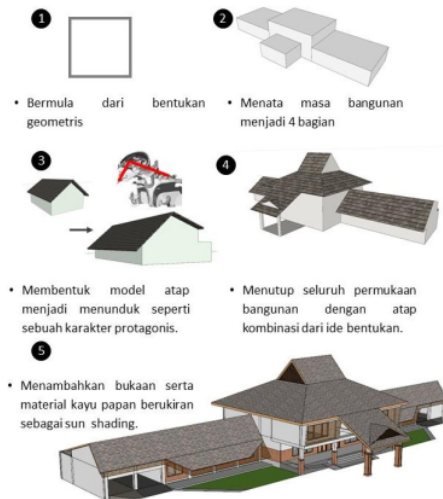 1
2
• Bermula dari bentukan
geometris
• Menata masa bangunan
menjadi 4 bagian
3
4
• Membentuk model atap
menjadi menunduk seperti
sebuah karakter protagonis.
• Menutup seluruh permukaan
bangunan dengan atap
kombinasi dari ide bentukan.
5
• Menambahkan bukaan serta
material kayu papan berukiran
sebagai sun shading.